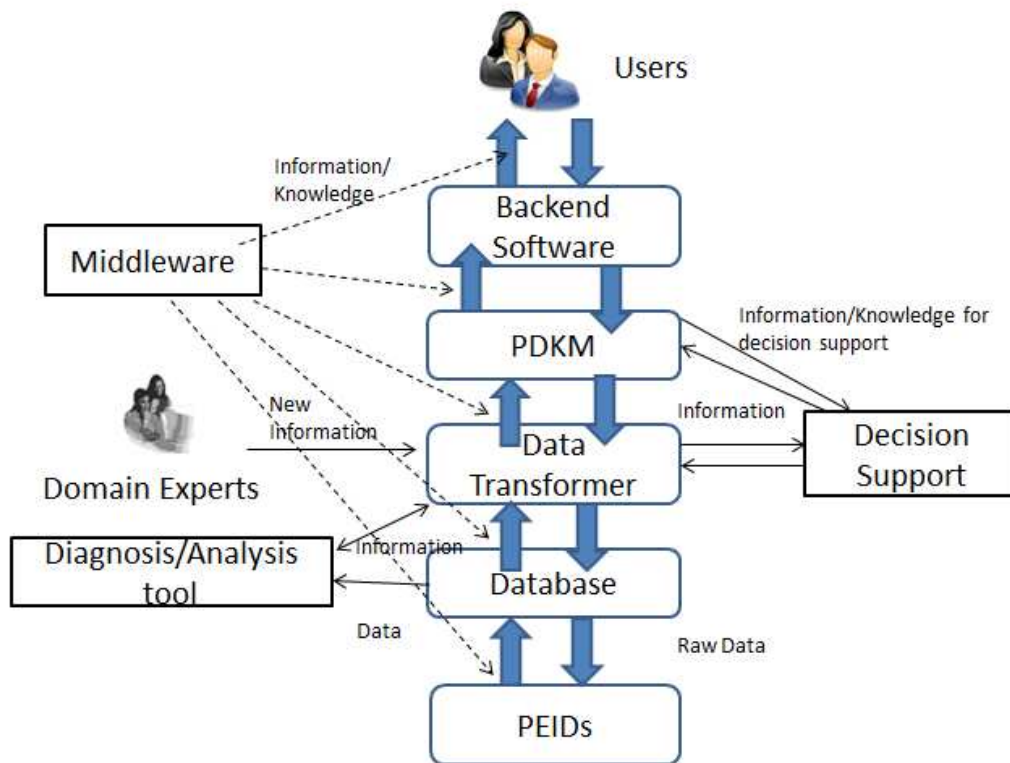 Users
Information/
Knowledge
Backend
Software
Middleware
PDKM
Information/Knowledge for
decision support
New
Information
Information
Data
Transformer
Decision
Support
Domain Experts
Diagnosis/Analysis
tool
Information
Database
Data
Raw Data
PEIDs